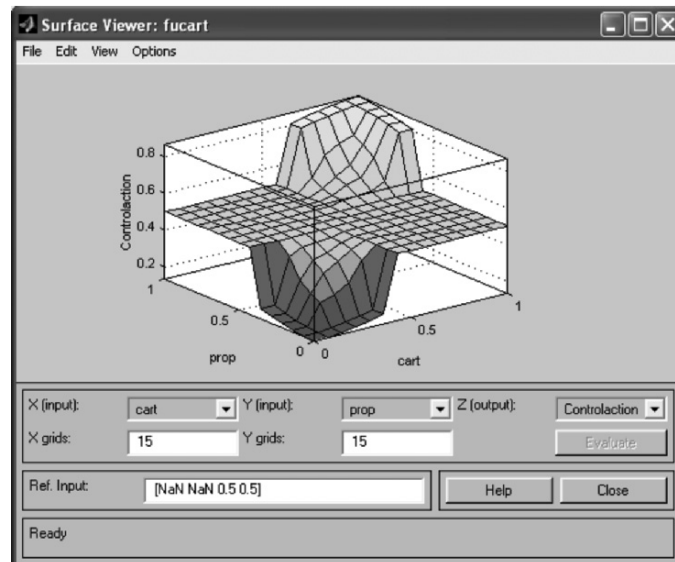 Surface Viewer: fucart
File Edit View Options
Controlaction
0.8
0.6
0.4
0.2
1
0.5
0
prop
0
0.5
1
cart
X (input): cart Y (input): prop Z (output): Controlaction
X grids: 15 Y grids: 15 Evaluate
Ref. Input: [NaN NaN 0.5 0.5] Help Close
Ready